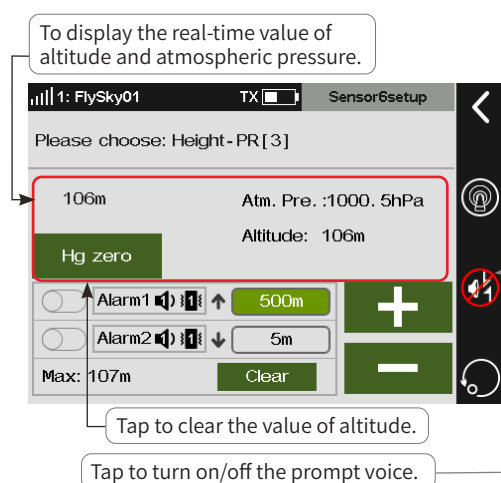 To display the real-time value of
altitude and atmospheric pressure.
1: FlySky01 TX Sensor6setup
Please choose: Height-PR[3]
106m Atm. Pre. :1000. 5hPa
Altitude: 106m
Hg zero
Alarm1 1 500m
Alarm2 1 5m
Max: 107m Clear
Tap to clear the value of altitude.
Tap to turn on/off the prompt voice.